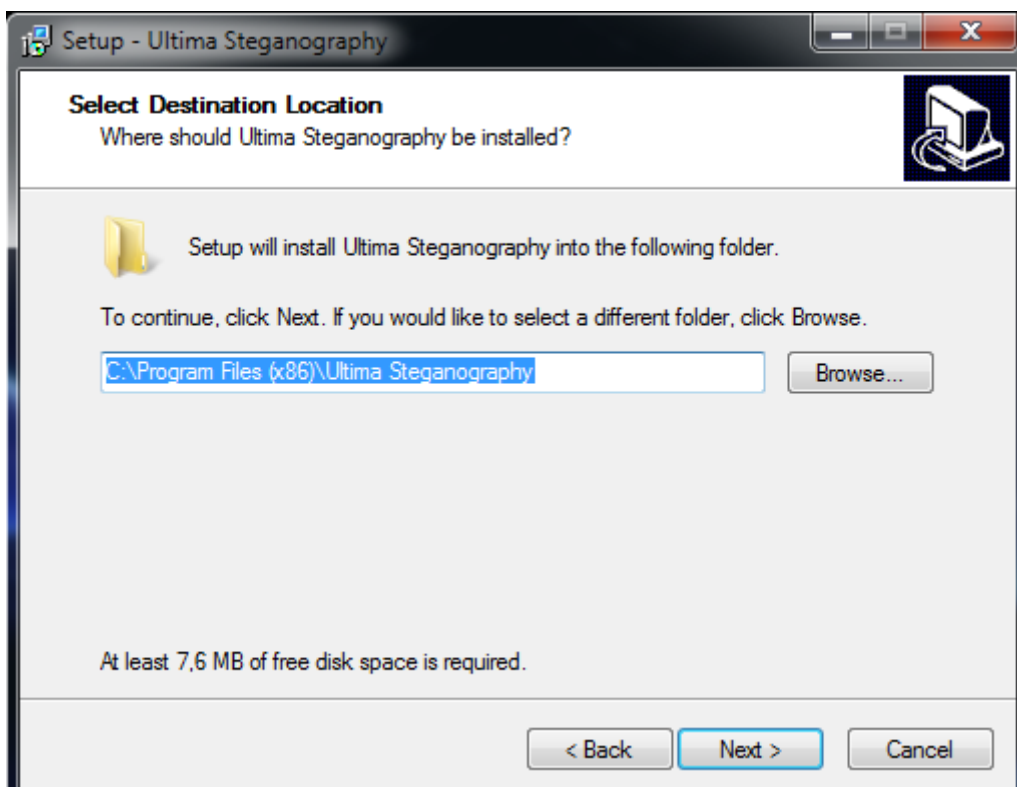 Setup - Ultima Steganography
Select Destination Location
Where should Ultima Steganography be installed?
Setup will install Ultima Steganography into the following folder.
To continue, click Next. If you would like to select a different folder, click Browse.
C:\Program Files (x86)\Ultima Steganography
Browse...
At least 7,6 MB of free disk space is required.
< Back
Next >
Cancel